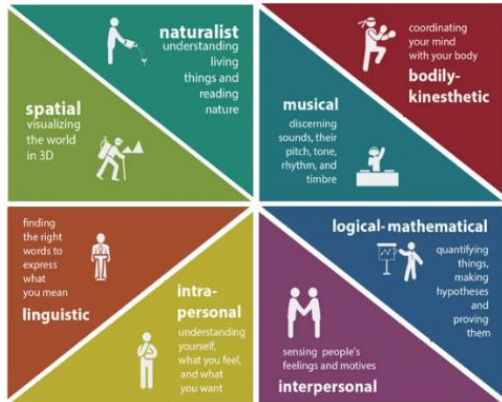 naturalist
understanding
living
things and
reading
nature
spatial
visualizing
the world
in 3D
coordinating
your mind
with your body
bodily-
kinesthetic
musical
discerning
sounds, their
pitch, tone,
rhythm, and
timbre
finding
the right
words to
express
what
you mean
linguistic
intra-
personal
understanding
yourself,
what you feel,
and what
you want
logical-mathematical
quantifying
things,
making
hypotheses
and
proving
them
sensing people's
feelings and motives
interpersonal